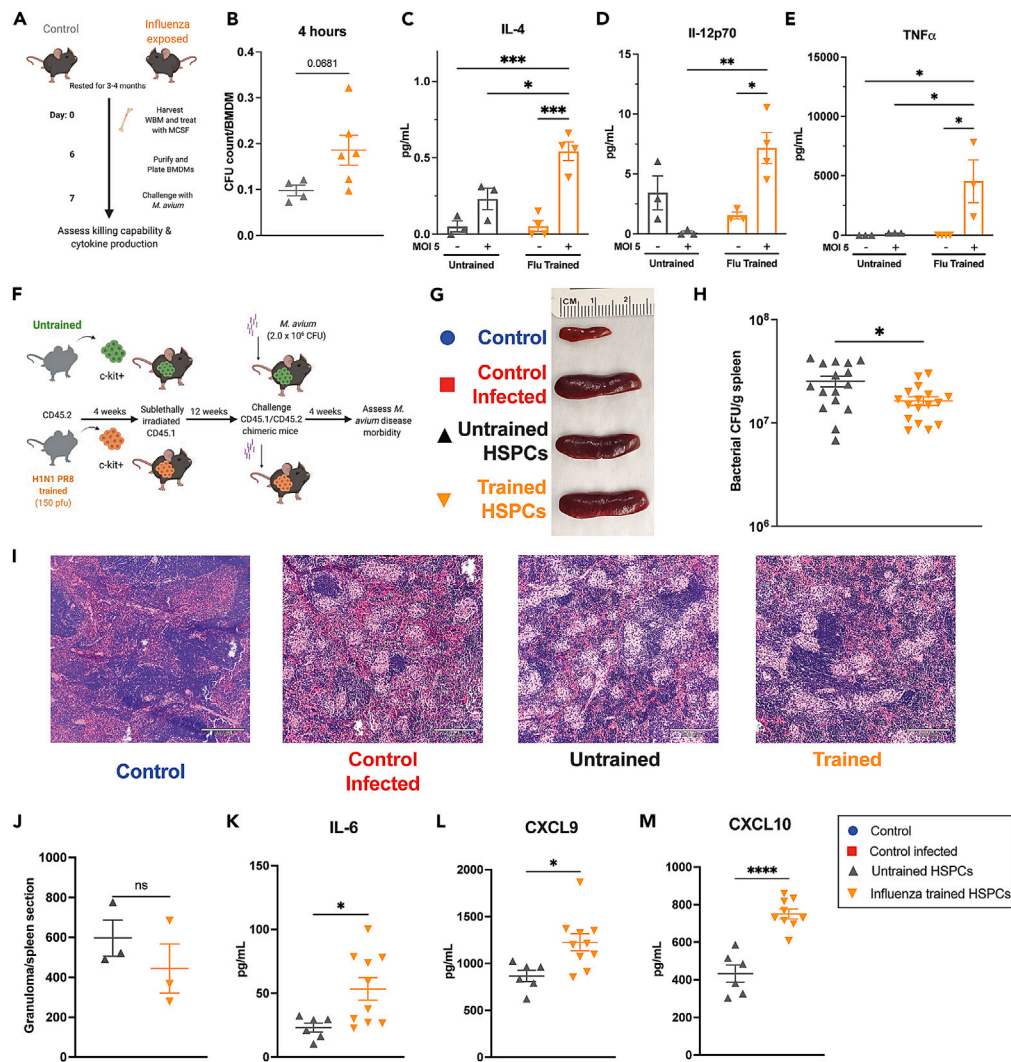 A
Control
Influenza
exposed
Rested for 3-4 months
Day: 0
Harvest
WBM and treat
with MCSF
6
Purify and
Plate BMDMs
7
Challenge with
M. avium
Assess killing capability &
cytokine production
B
4 hours
0.0681
CFU count/BMDM
0.4
0.3
0.2
0.1
0.0
C
IL-4
***
*
***
pg/mL
1.0
0.5
0.0
MOI 5 - + - +
Untrained Flu Trained
D
Il-12p70
**
*
pg/mL
15
10
5
0
MOI 5 - + - +
Untrained Flu Trained
E
TNFα
*
*
*
pg/mL
15000
10000
7500
5000
2500
0
MOI 5 - + - +
Untrained Flu Trained
F
Untrained
c-kit+
M. avium
(2.0 x 10⁶ CFU)
CD45.2
4 weeks
Sublethally
irradiated
CD45.1
12 weeks
Challenge
CD45.1/CD45.2
chimeric mice
4 weeks
Assess M.
avium disease
morbidity
H1N1 PR8
trained
(150 pfu)
c-kit+
G
CM 1 2
Control
Control
Infected
Untrained
HSPCs
Trained
HSPCs
H
*
Bacterial CFU/g spleen
10⁸
10⁷
10⁶
I
Control
Control
Infected
Untrained
Trained
J
ns
Granuloma/spleen section
1000
800
600
400
200
0
K
IL-6
*
pg/mL
150
100
50
0
L
CXCL9
*
pg/mL
2000
1500
1000
500
0
M
CXCL10
****
pg/mL
1000
800
600
400
200
0
Control
Control infected
Untrained HSPCs
Influenza trained HSPCs